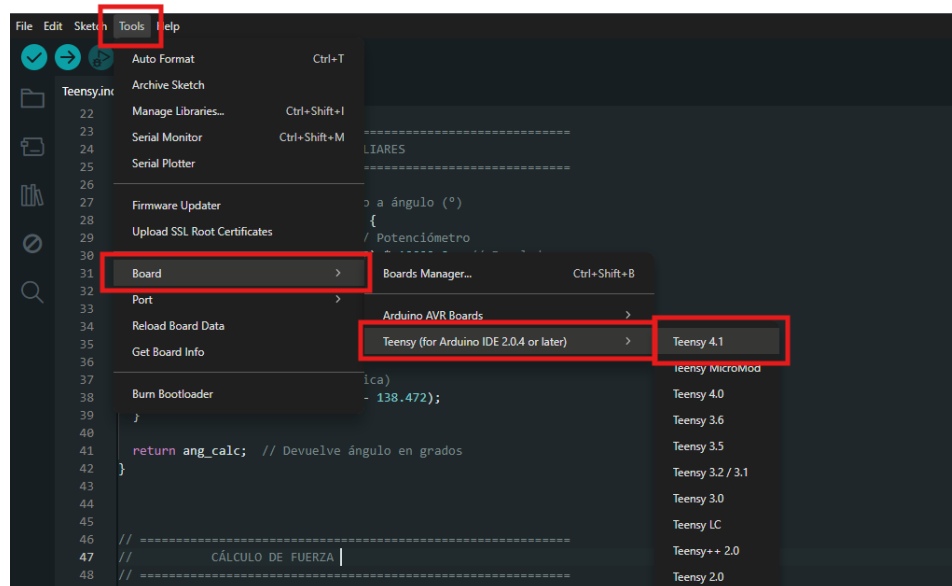 File Edit Sketch Tools Help
Auto Format Ctrl+T
Archive Sketch
Manage Libraries... Ctrl+Shift+I
Serial Monitor Ctrl+Shift+M
Serial Plotter
Firmware Updater
Upload SSL Root Certificates
Board
Port
Reload Board Data
Get Board Info
Burn Bootloader
Boards Manager... Ctrl+Shift+B
Arduino AVR Boards
Teensy (for Arduino IDE 2.0.4 or later)
Teensy 4.1
Teensy MicroMod
Teensy 4.0
Teensy 3.6
Teensy 3.5
Teensy 3.2 / 3.1
Teensy 3.0
Teensy LC
Teensy++ 2.0
Teensy 2.0
Teensy.ino
22
23 ============================
24 LIARES
25 ============================
26
27 o a ángulo (º)
28 {
29 / Potenciómetro
30
31
32
33
34
35
36
37 ica)
38 - 138.472);
39 }
40
41 return ang_calc; // Devuelve ángulo en grados
42 }
43
44
45
46 // ============================================================
47 // CÁLCULO DE FUERZA
48 // ============================================================